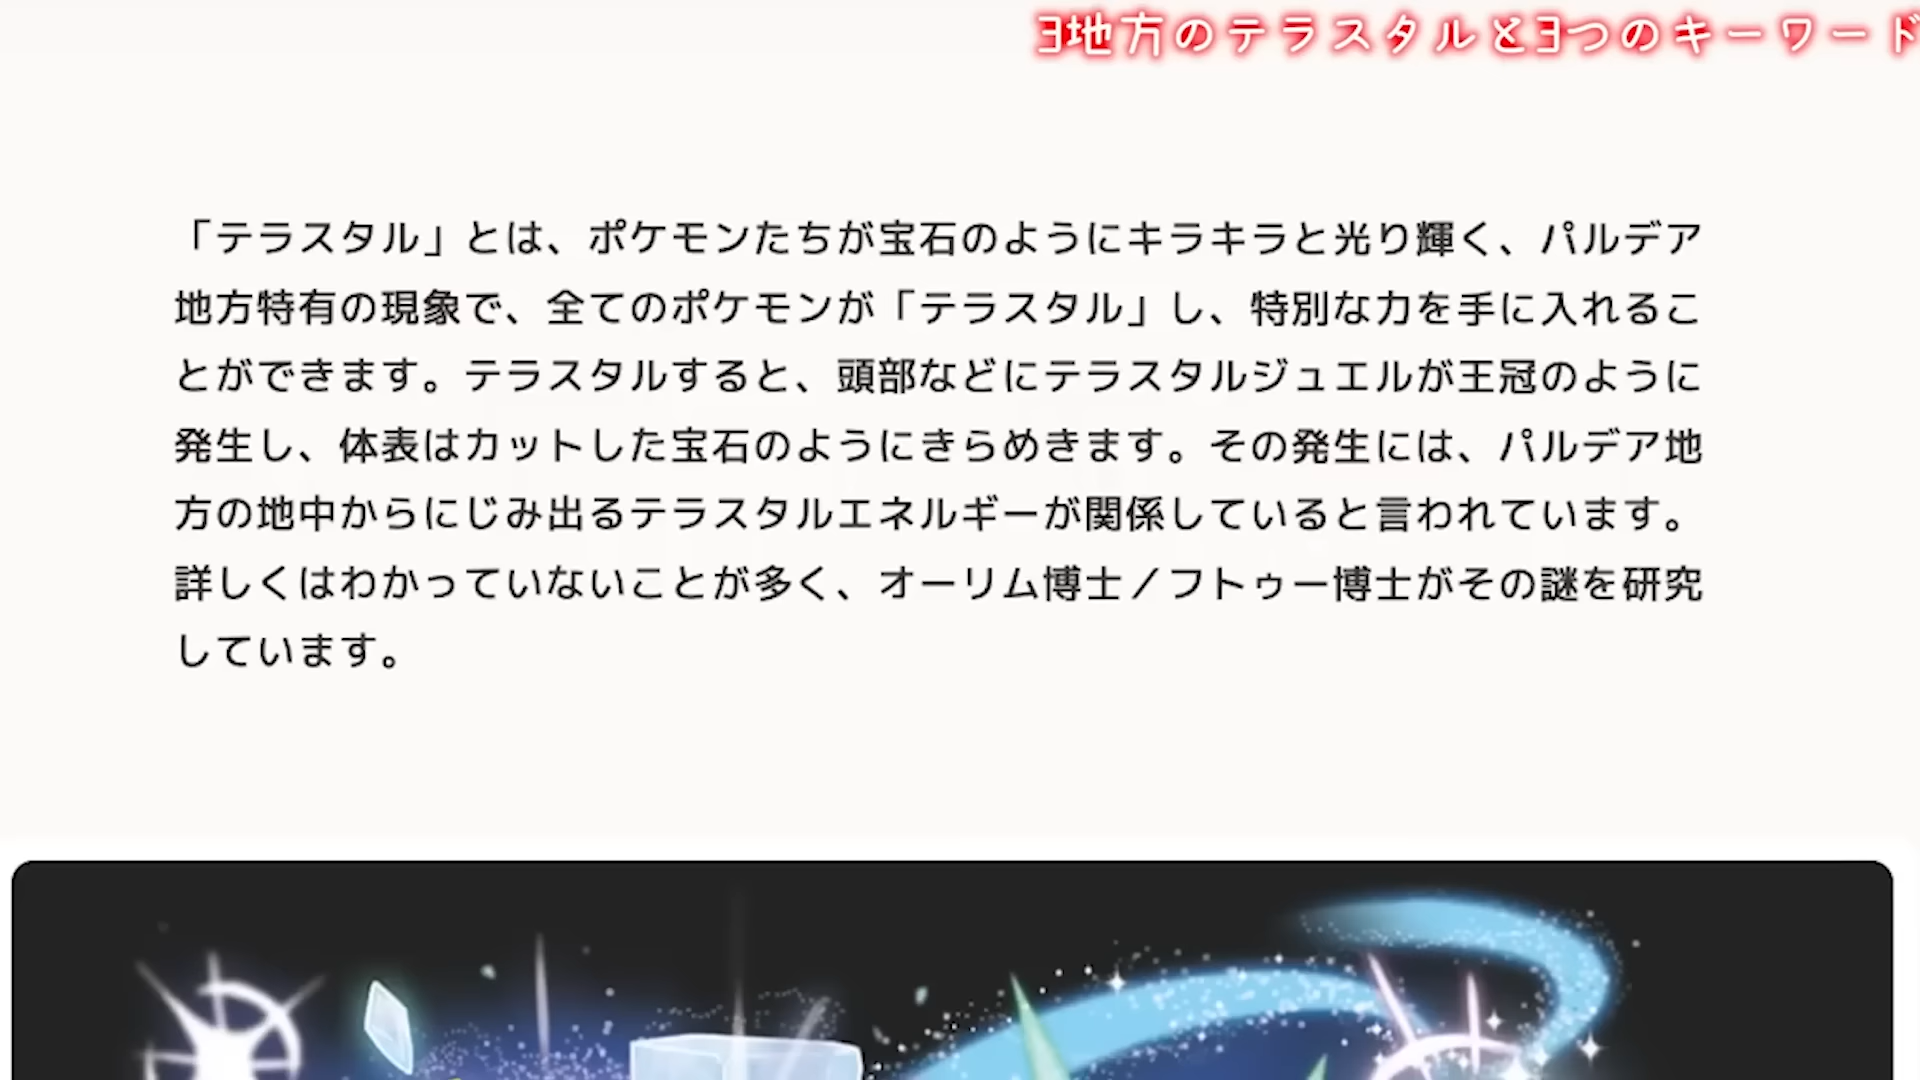 3地方のテラスタルと3つのキーワード
「テラスタル」とは、ポケモンたちが宝石のようにキラキラと光り輝く、パルデア
地方特有の現象で、全てのポケモンが「テラスタル」し、特別な力を手に入れるこ
とができます。テラスタルすると、頭部などにテラスタルジュエルが王冠のように
発生し、体表はカットした宝石のようにきらめきます。その発生には、パルデア地
方の地中からにじみ出るテラスタルエネルギーが関係していると言われています。
詳しくはわかっていないことが多く、オーリム博士／フトゥー博士がその謎を研究
しています。